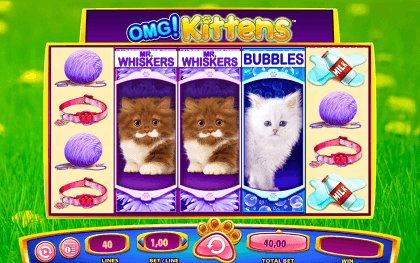 OMG! Kittens™
MR. WHISKERS
MR. WHISKERS
BUBBLES
MILK
MILK
40
1,00
40,00
LINES
BET / LINE
TOTAL BET
WIN